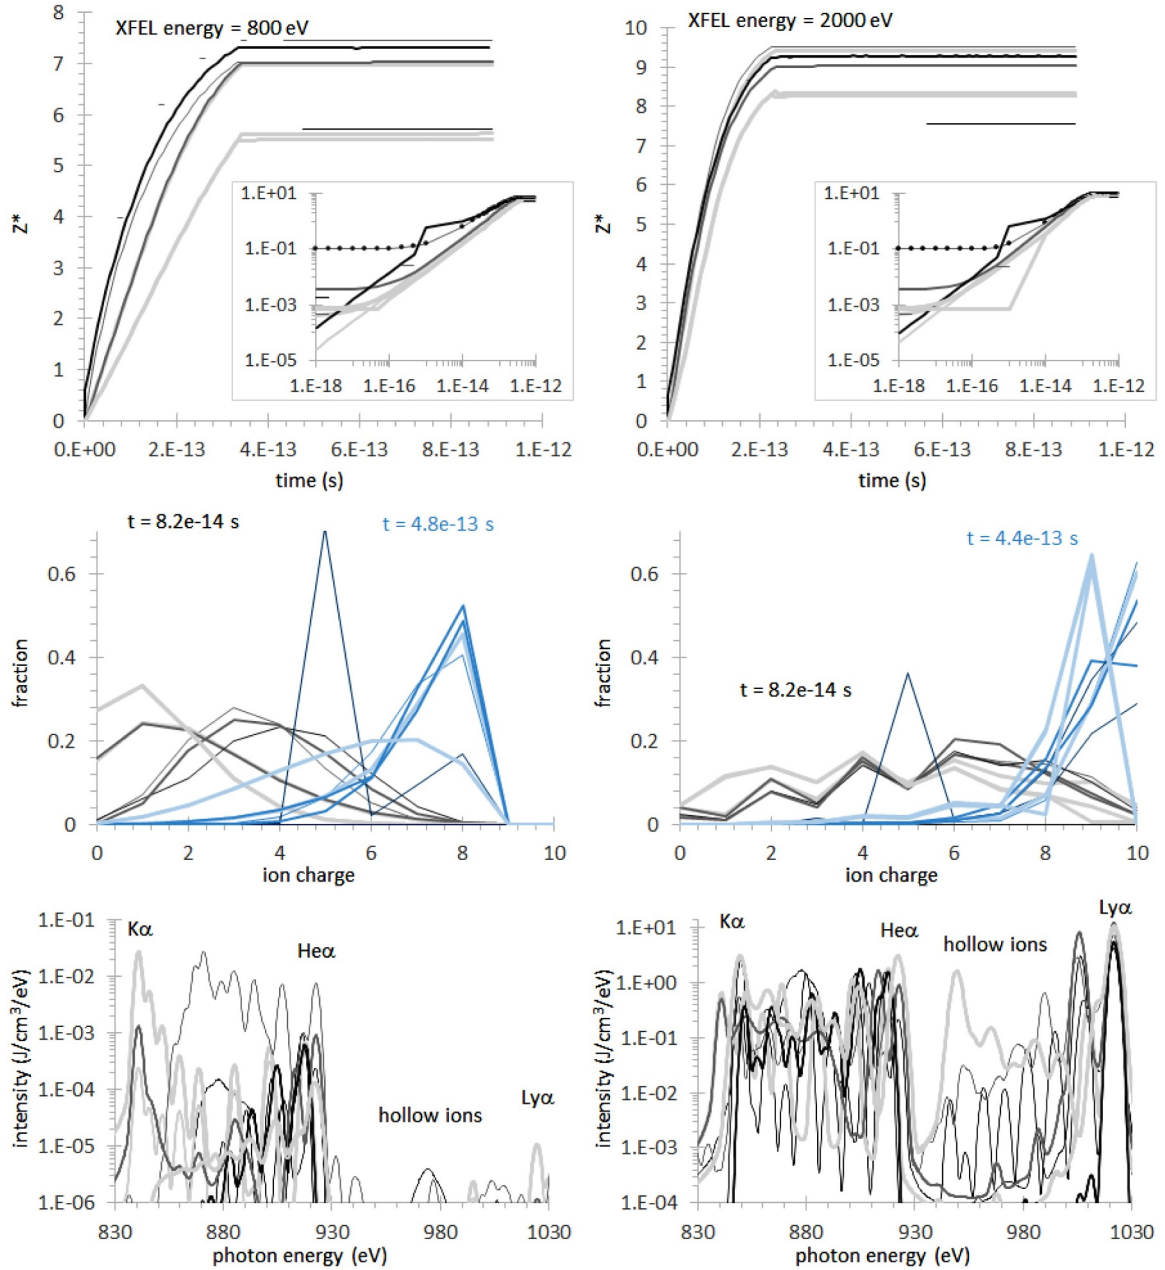 XFEL energy = 800 eV
8
7
6
5
4
3
2
1
0
Z*
1.E+01
1.E-01
1.E-03
1.E-05
1.E-18 1.E-16 1.E-14 1.E-12
0.E+00 2.E-13 4.E-13 6.E-13 8.E-13 1.E-12
time (s)
XFEL energy = 2000 eV
10
9
8
7
6
5
4
3
2
1
0
Z*
1.E+01
1.E-01
1.E-03
1.E-05
1.E-18 1.E-16 1.E-14 1.E-12
0.E+00 2.E-13 4.E-13 6.E-13 8.E-13 1.E-12
time (s)
t = 8.2e-14 s t = 4.8e-13 s
0.6
0.4
0.2
0
fraction
0 2 4 6 8 10
ion charge
t = 4.4e-13 s
t = 8.2e-14 s
0.6
0.4
0.2
0
fraction
0 2 4 6 8 10
ion charge
1.E-01
1.E-02
1.E-03
1.E-04
1.E-05
1.E-06
intensity (J/cm³/eV)
Kα
Heα
hollow ions
Lyα
830 880 930 980 1030
photon energy (eV)
1.E+01
1.E+00
1.E-01
1.E-02
1.E-03
1.E-04
intensity (J/cm³/eV)
Kα
Heα
hollow ions
Lyα
830 880 930 980 1030
photon energy (eV)